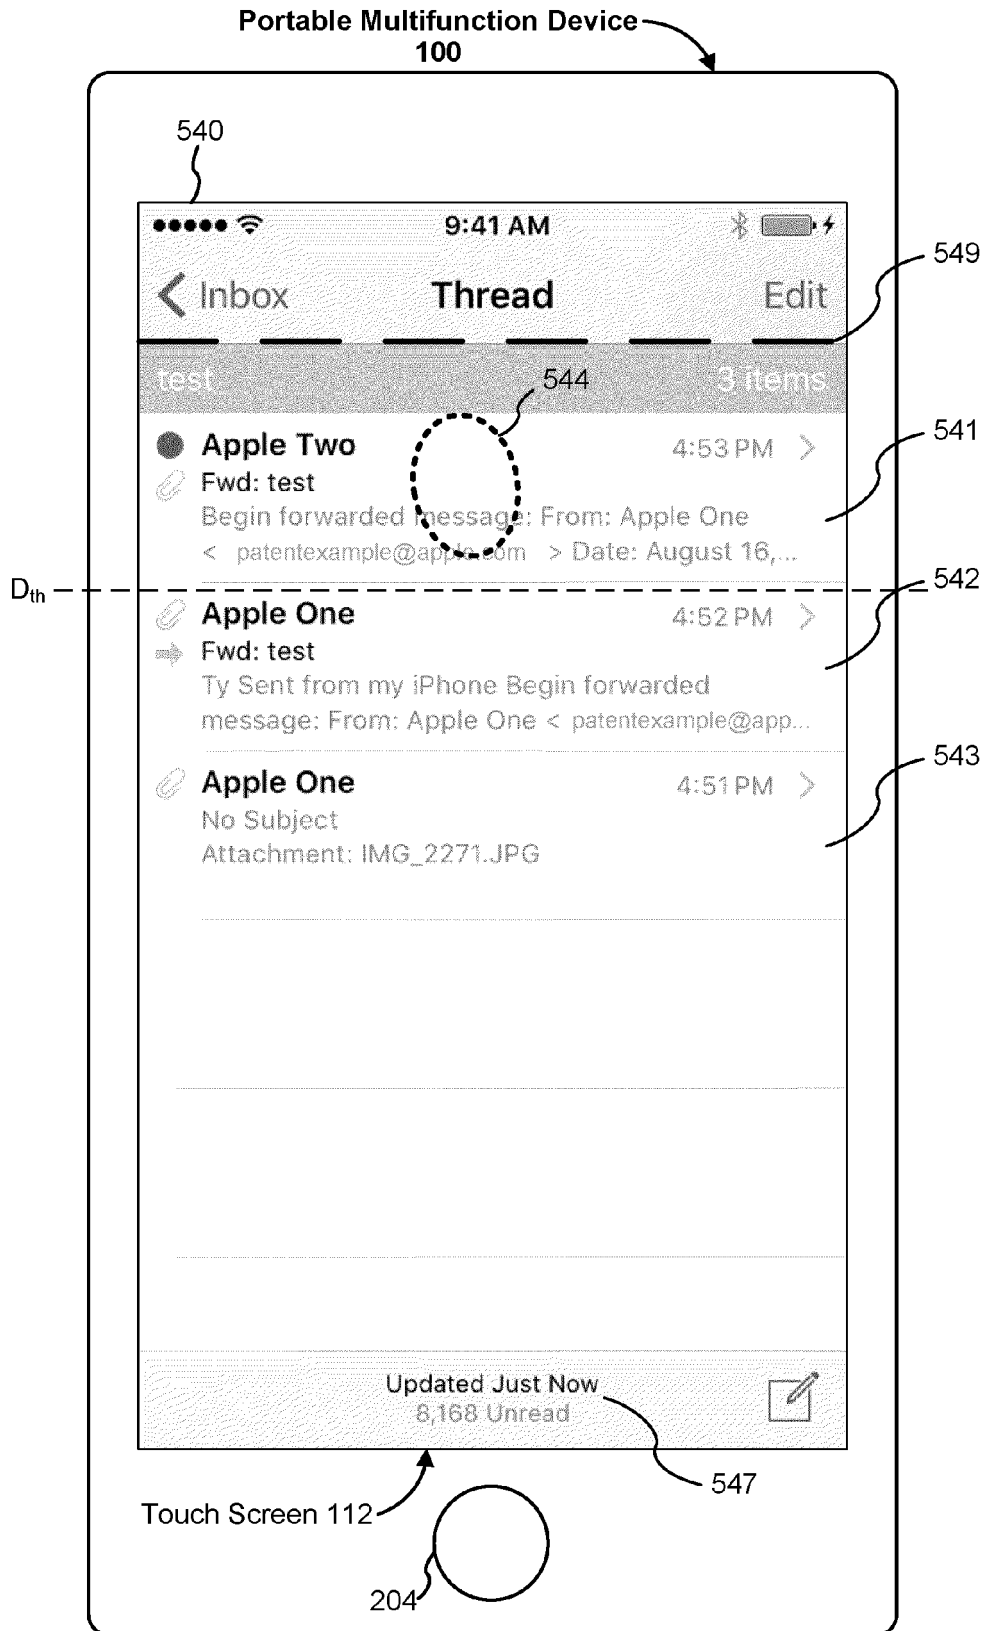 Portable Multifunction Device
100
540
9:41 AM
549
Inbox Thread Edit
test 3 items
544
541
Apple Two 4:53 PM
Fwd: test
Begin forwarded message: From: Apple One
< patentexample@apple.com > Date: August 16,...
542
Dth
Apple One 4:52 PM
Fwd: test
Ty Sent from my iPhone Begin forwarded
message: From: Apple One < patentexample@app...
543
Apple One 4:51 PM
No Subject
Attachment: IMG_2271.JPG
Updated Just Now
8,168 Unread
547
Touch Screen 112
204